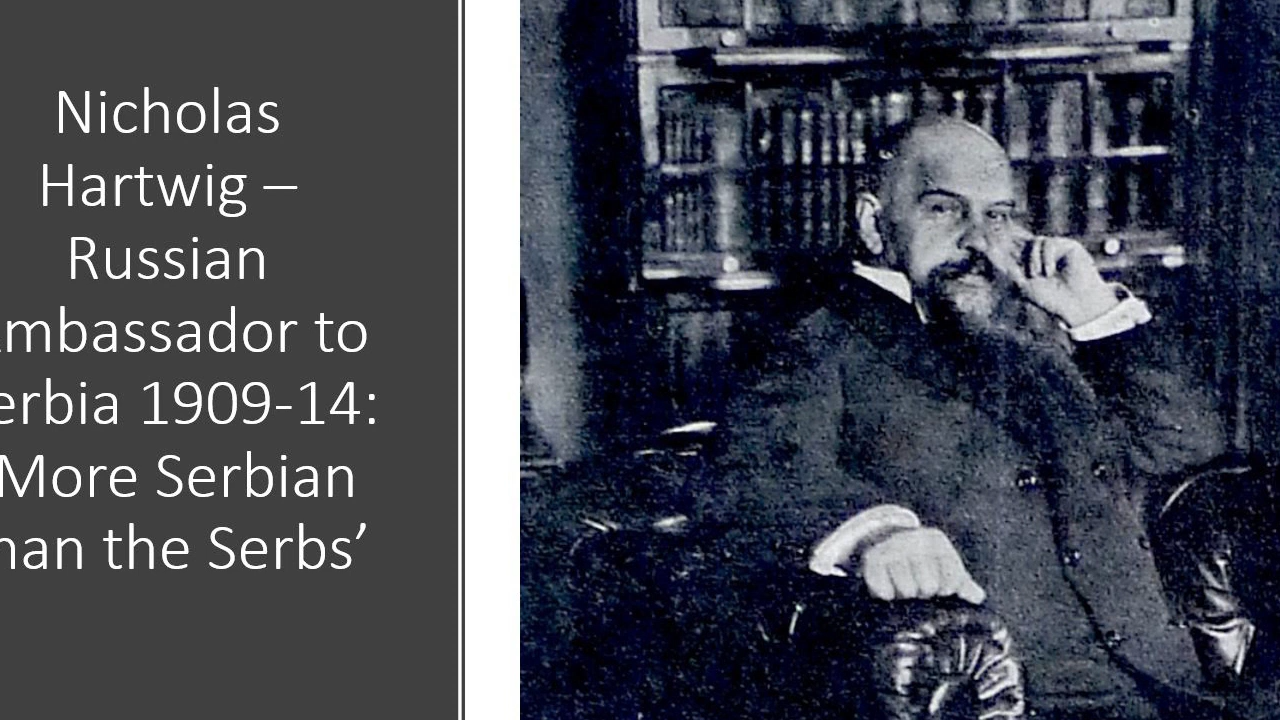 Nicholas
Hartwig –
Russian
mbassador to
erbia 1909-14:
More Serbian
han the Serbs’